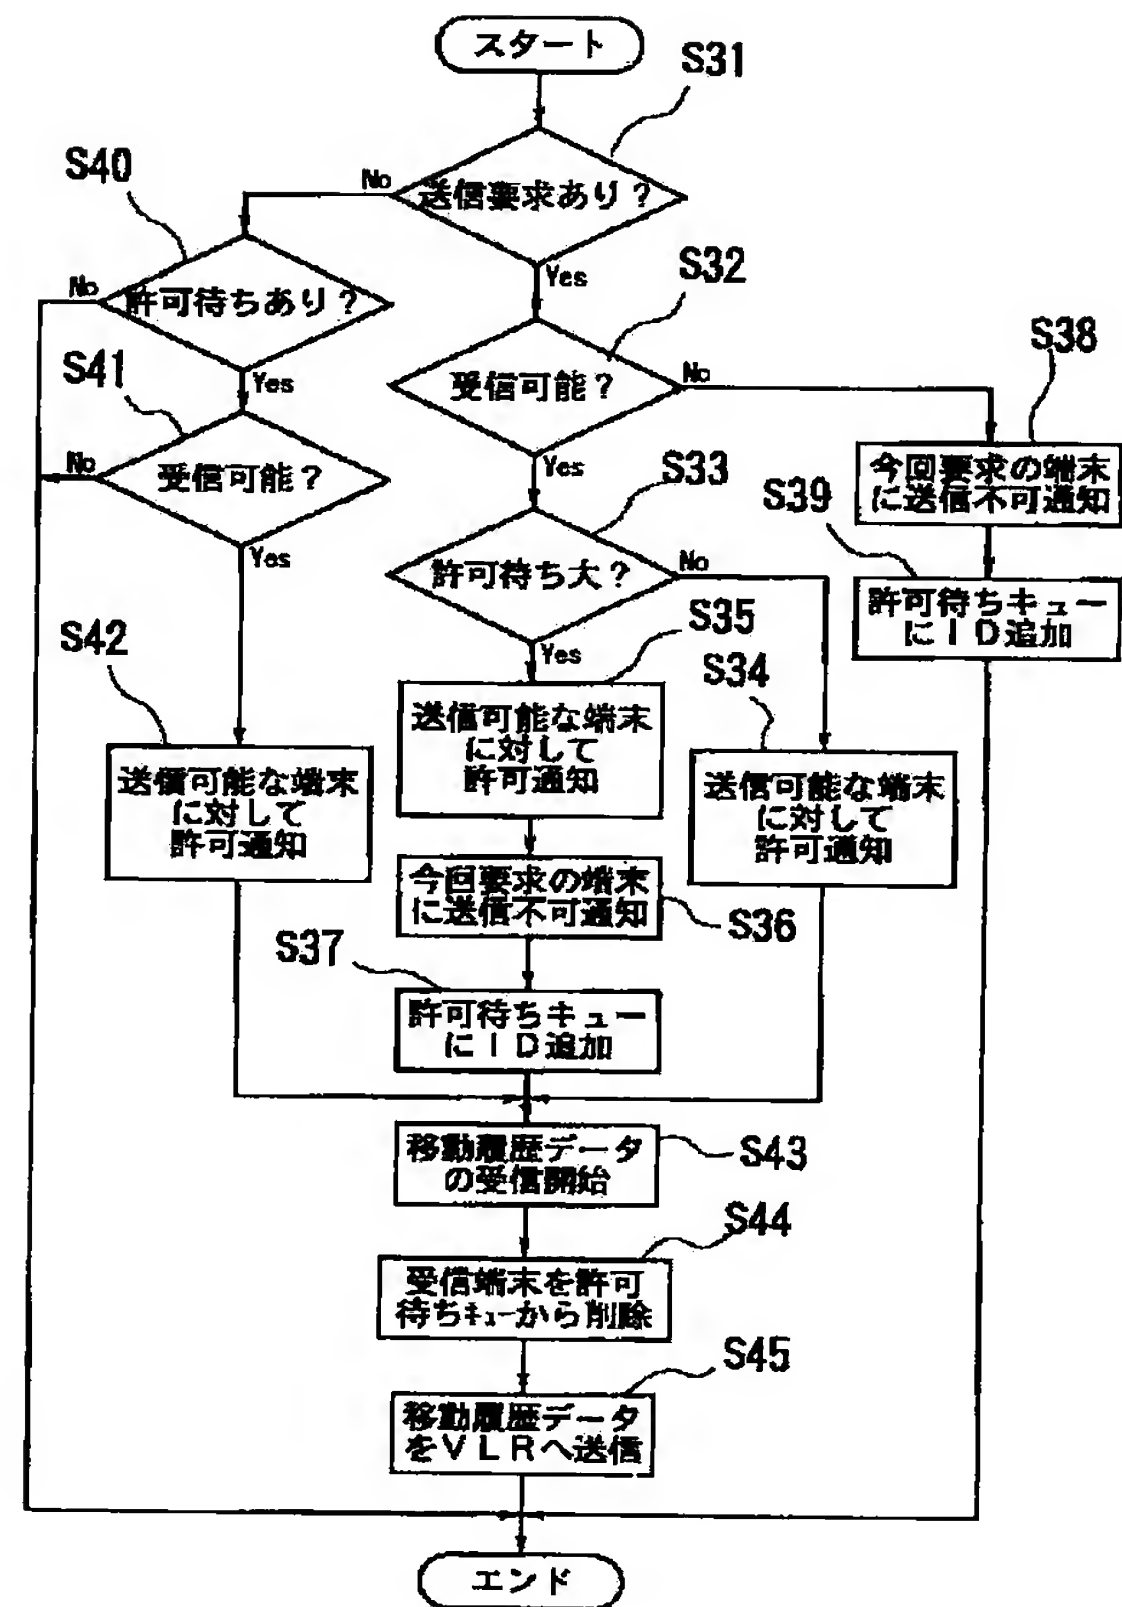 スタート
S31
送信要求あり？
No
Yes
S40
許可待ちあり？
No
Yes
S32
受信可能？
No
Yes
S38
今回要求の端末
に送信不可通知
S41
受信可能？
No
Yes
S33
許可待ち大？
No
Yes
S39
許可待ちキュー
にＩＤ追加
S42
送信可能な端末
に対して
許可通知
S35
送信可能な端末
に対して
許可通知
S34
送信可能な端末
に対して
許可通知
今回要求の端末
に送信不可通知
S36
S37
許可待ちキュー
にＩＤ追加
移動履歴データ
の受信開始
S43
S44
受信端末を許可
待ちｷｭｰから削除
S45
移動履歴データ
をＶＬＲへ送信
エンド